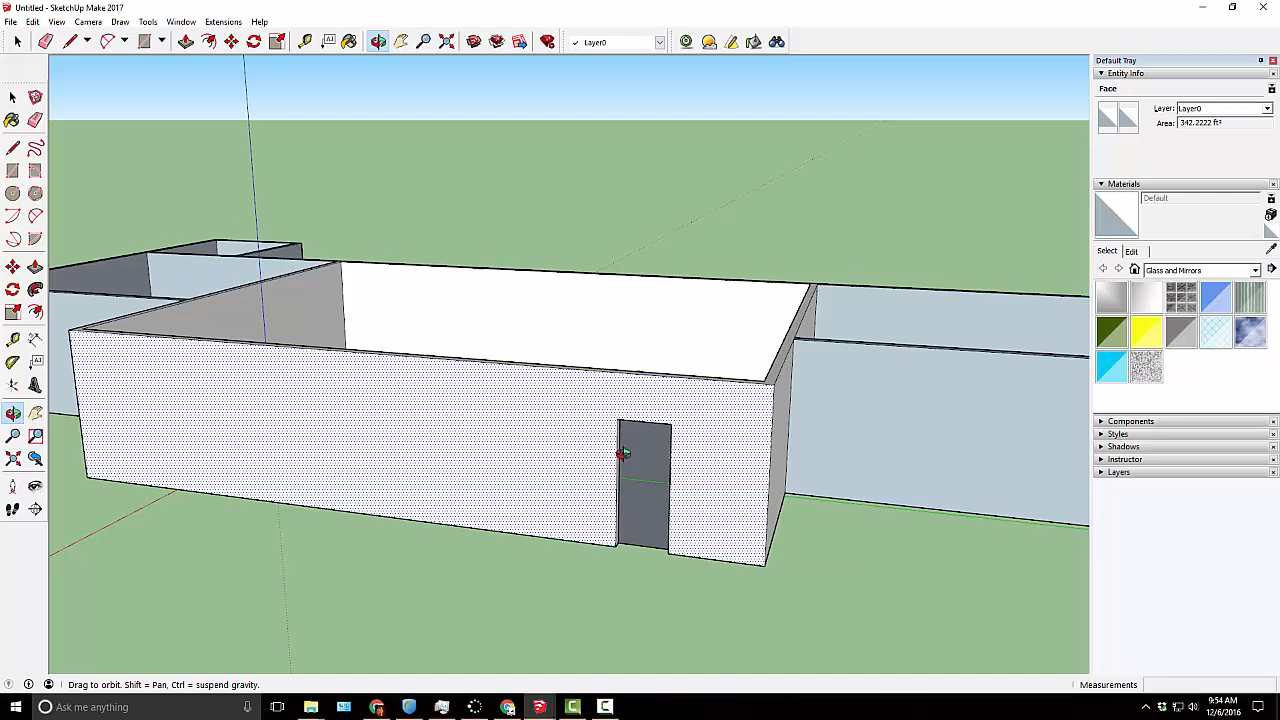 Untitled - SketchUp Make 2017
File Edit View Camera Draw Tools Window Extensions Help
Layer0
Default Tray
Entity Info
Face
Layer: Layer0
Area: 342.2222 ft²
Materials
Default
Select Edit
Glass and Mirrors
Components
Styles
Shadows
Instructor
Layers
Drag to orbit. Shift = Pan, Ctrl = suspend gravity.
Measurements
Ask me anything
9:54 AM
12/6/2016